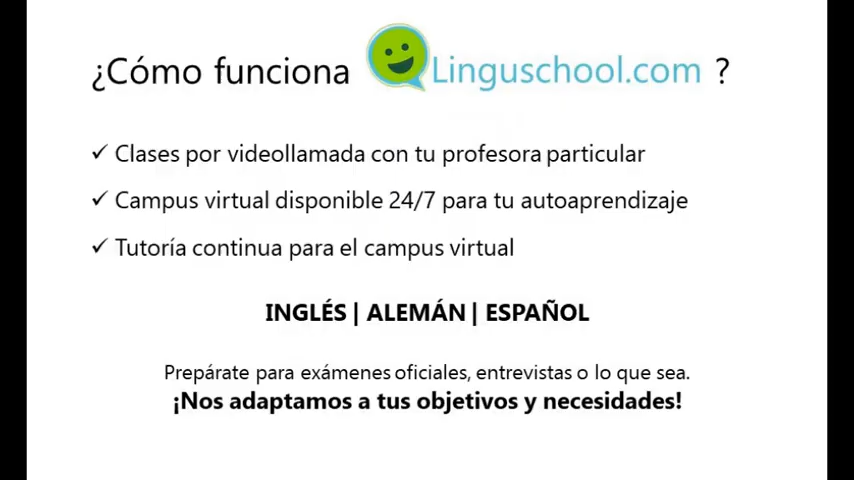 ¿Cómo funciona Linguschool.com ?
✓ Clases por videollamada con tu profesora particular
✓ Campus virtual disponible 24/7 para tu autoaprendizaje
✓ Tutoría continua para el campus virtual
INGLÉS | ALEMÁN | ESPAÑOL
Prepárate para exámenes oficiales, entrevistas o lo que sea.
¡Nos adaptamos a tus objetivos y necesidades!